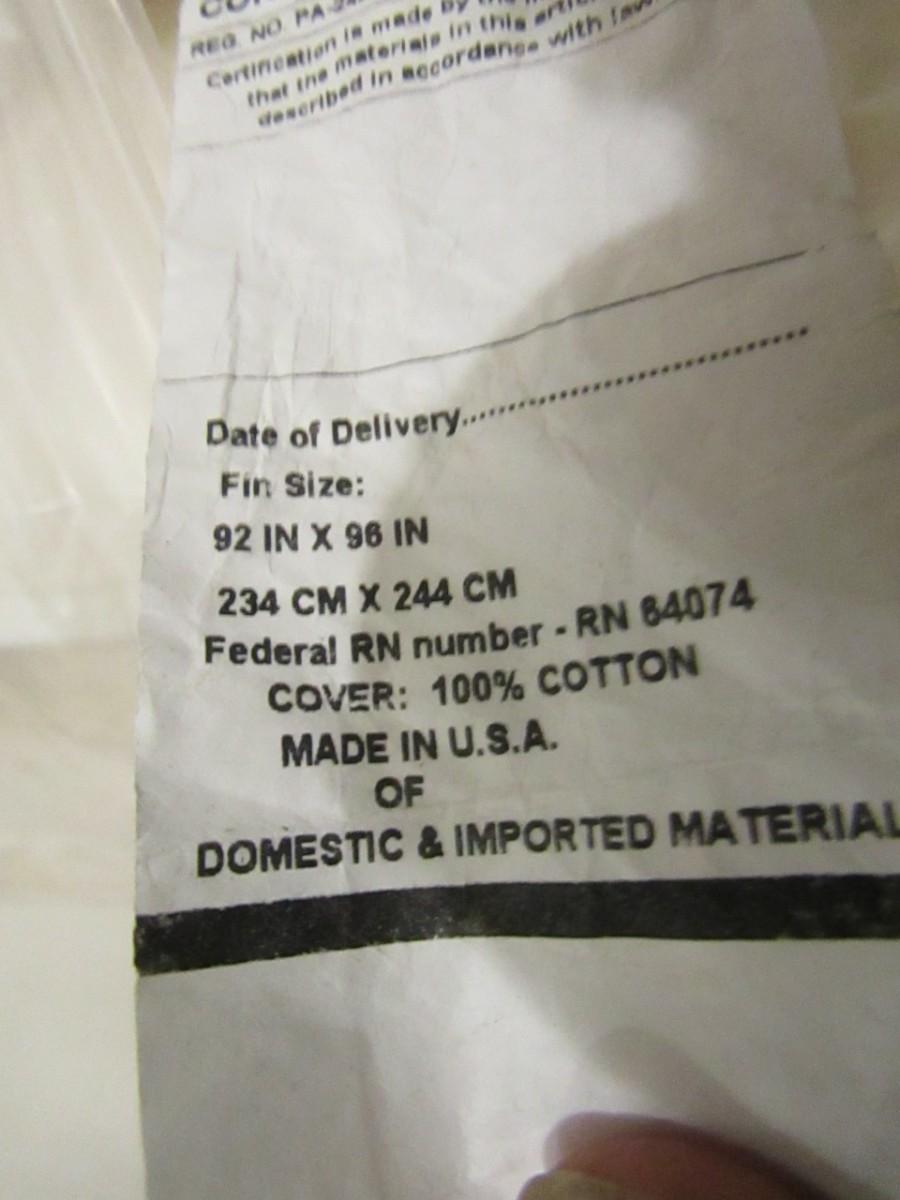 REG. NO. PA-
Certification is made by the
that the materials in this
described in accordance with law.
Date of Delivery........................................
Fin Size:
92 IN X 96 IN
234 CM X 244 CM
Federal RN number - RN 64074
COVER: 100% COTTON
MADE IN U.S.A.
OF
DOMESTIC & IMPORTED MATERIAL